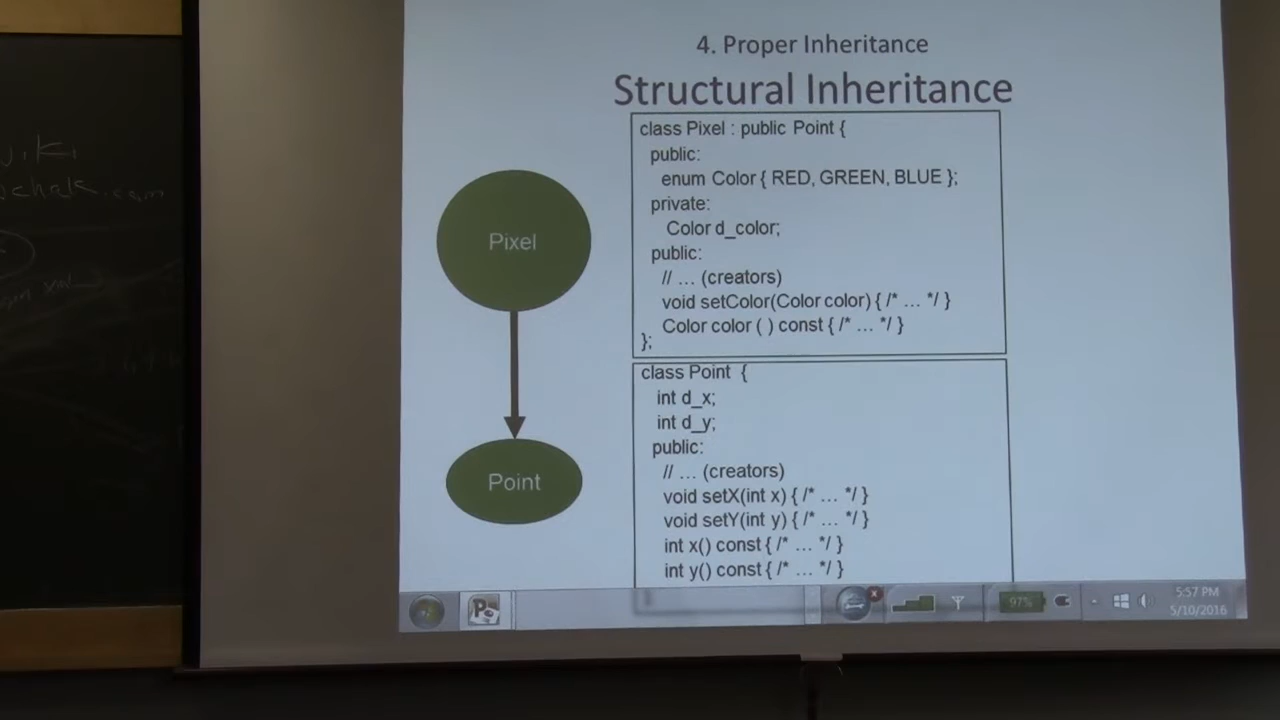 4. Proper Inheritance
Structural Inheritance
class Pixel : public Point {
public:
enum Color { RED, GREEN, BLUE };
private:
Color d_color;
public:
// … (creators)
void setColor(Color color) { /* … */ }
Color color ( ) const { /* … */ }
};
Pixel
class Point {
int d_x;
int d_y;
public:
// … (creators)
void setX(int x) { /* … */ }
void setY(int y) { /* … */ }
int x() const { /* … */ }
int y() const { /* … */ }
Point
97%
5:57 PM
5/10/2016